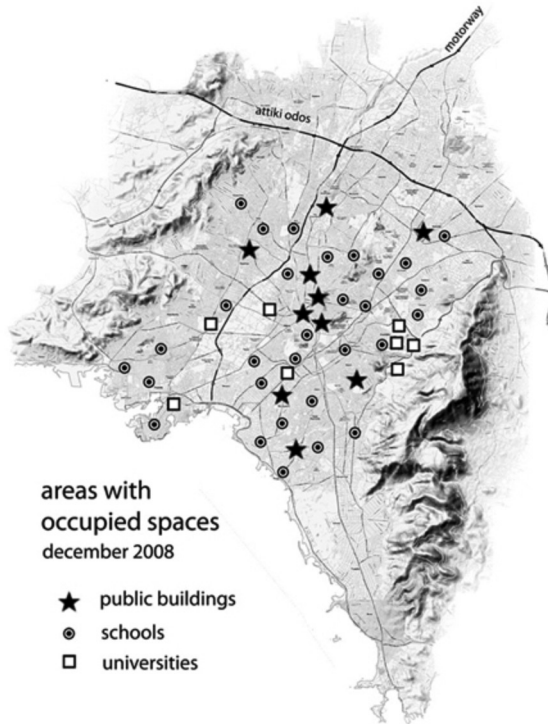 motorway
attiki odos
areas with
occupied spaces
december 2008
public buildings
schools
universities